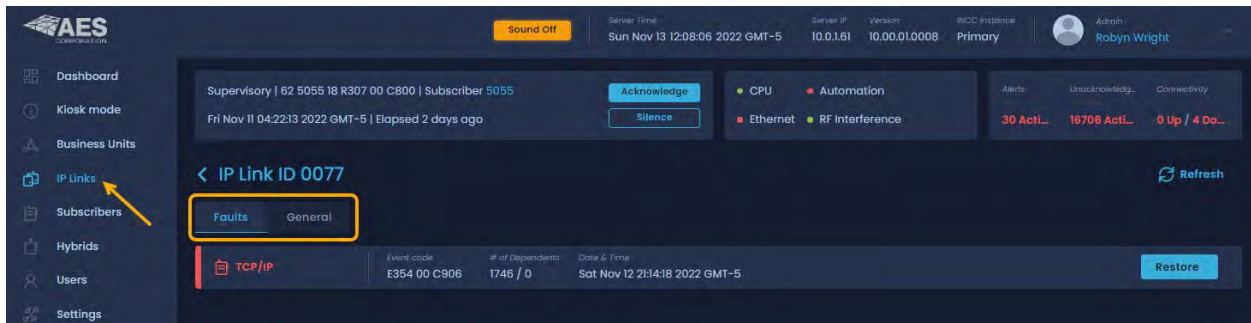 AES
CORPORATION
Sound Off
Server Time
Sun Nov 13 12:08:06 2022 GMT-5
Server IP
10.0.1.61
Version
10.00.01.0008
INCC Instance
Primary
Admin
Robyn Wright
Dashboard
Kiosk mode
Business Units
IP Links
Subscribers
Hybrids
Users
Settings
Supervisory | 62 5055 18 R307 00 C800 | Subscriber 5055
Fri Nov 11 04:22:13 2022 GMT-5 | Elapsed 2 days ago
Acknowledge
Silence
CPU
Automation
Ethernet
RF Interference
Alerts
30 Acti...
Unacknowledg...
16706 Acti...
Connectivity
0 Up / 4 Do...
IP Link ID 0077
Refresh
Faults
General
TCP/IP
Event code
E354 00 C906
# of Dependents
1746 / 0
Date & Time
Sat Nov 12 21:14:18 2022 GMT-5
Restore